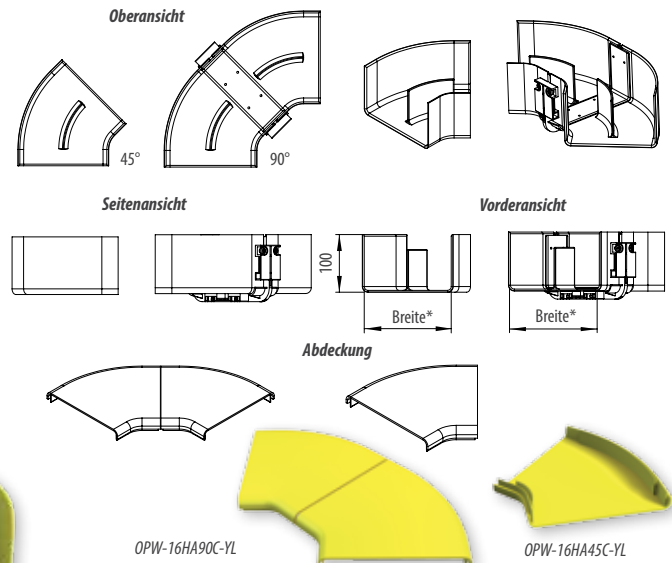 Oberansicht
45°
90°
Seitenansicht
Vorderansicht
100
Breite*
Breite*
Abdeckung
OPW-16HA90C-YL
OPW-16HA45C-YL